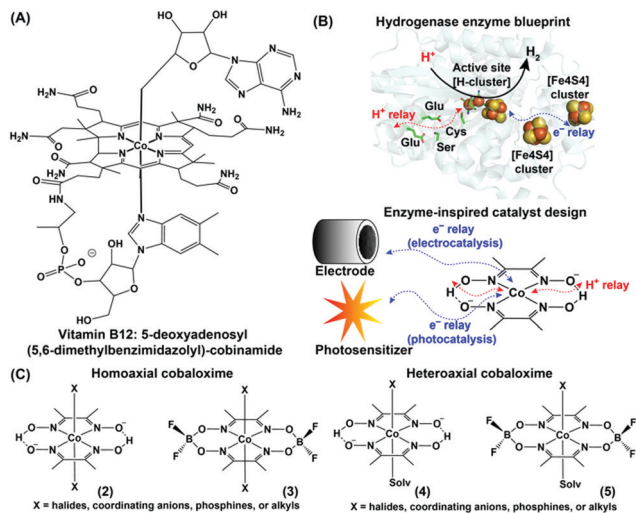 (A)
HO
OH
O
N
N
N
N
NH2
H2N
O
NH2
O
H2N
O
N
N
Co
N
N
O
NH2
O
NH2
NH2
O
HN
O
N
N
O
O
P
O
O
⊖
OH
O
HO
Vitamin B12: 5-deoxyadenosyl
(5,6-dimethylbenzimidazolyl)-cobinamide
(B)
Hydrogenase enzyme blueprint
H+
H2
Active site
[H-cluster]
[Fe4S4]
cluster
Glu
H+ relay
Cys
Glu
Ser
e− relay
[Fe4S4]
cluster
Enzyme-inspired catalyst design
e− relay
(electrocatalysis)
Electrode
O
N
N
O−
H
Co
H
H+ relay
−O
N
N
O
e− relay
(photocatalysis)
Photosensitizer
(C)
Homoaxial cobaloxime
Heteroaxial cobaloxime
X
O
N
N
O−
H
Co
H
O−
N
N
O
X
(2)
X
F
O
N
N
O
F
B
Co
B
F
O
N
N
O
F
X
(3)
X
O
N
N
O−
H
Co
H
O−
N
N
O
Solv
(4)
X
F
O
N
N
O
F
B
Co
B
F
O
N
N
O
F
Solv
(5)
X = halides, coordinating anions, phosphines, or alkyls
X = halides, coordinating anions, phosphines, or alkyls